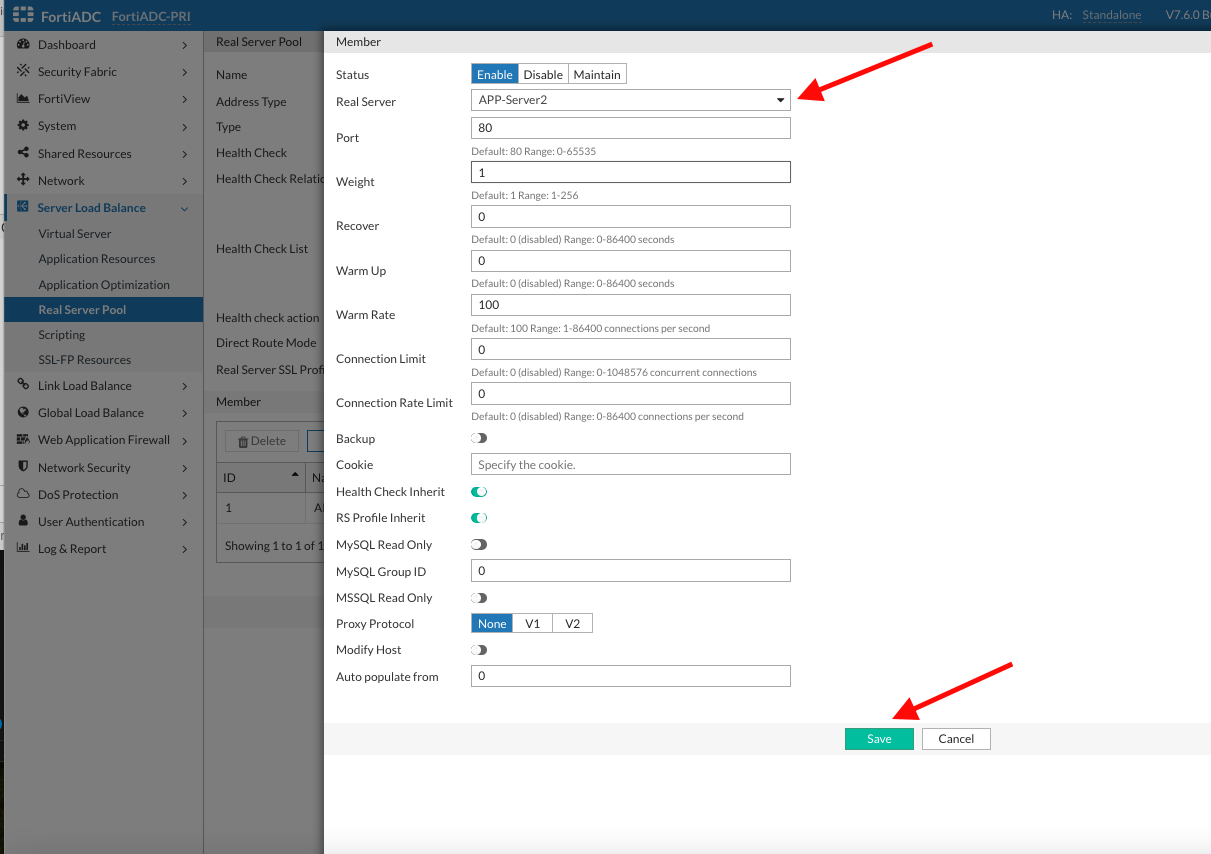 FortiADC FortiADC-PRI HA: Standalone V7.6.0
Dashboard
Security Fabric
FortiView
System
Shared Resources
Network
Server Load Balance
Virtual Server
Application Resources
Application Optimization
Real Server Pool
Scripting
SSL-FP Resources
Link Load Balance
Global Load Balance
Web Application Firewall
Network Security
DoS Protection
User Authentication
Log & Report
Real Server Pool
Name
Address Type
Type
Health Check
Health Check Relatio
Health Check List
Health check action
Direct Route Mode
Real Server SSL Profi
Member
Delete
ID Na
1 Al
Showing 1 to 1 of 1
Member
Status Enable Disable Maintain
Real Server APP-Server2
Port 80
Default: 80 Range: 0-65535
Weight 1
Default: 1 Range: 1-256
Recover 0
Default: 0 (disabled) Range: 0-86400 seconds
Warm Up 0
Default: 0 (disabled) Range: 0-86400 seconds
Warm Rate 100
Default: 100 Range: 1-86400 connections per second
Connection Limit 0
Default: 0 (disabled) Range: 0-1048576 concurrent connections
Connection Rate Limit 0
Default: 0 (disabled) Range: 0-86400 connections per second
Backup
Cookie Specify the cookie.
Health Check Inherit
RS Profile Inherit
MySQL Read Only
MySQL Group ID 0
MSSQL Read Only
Proxy Protocol None V1 V2
Modify Host
Auto populate from 0
Save Cancel